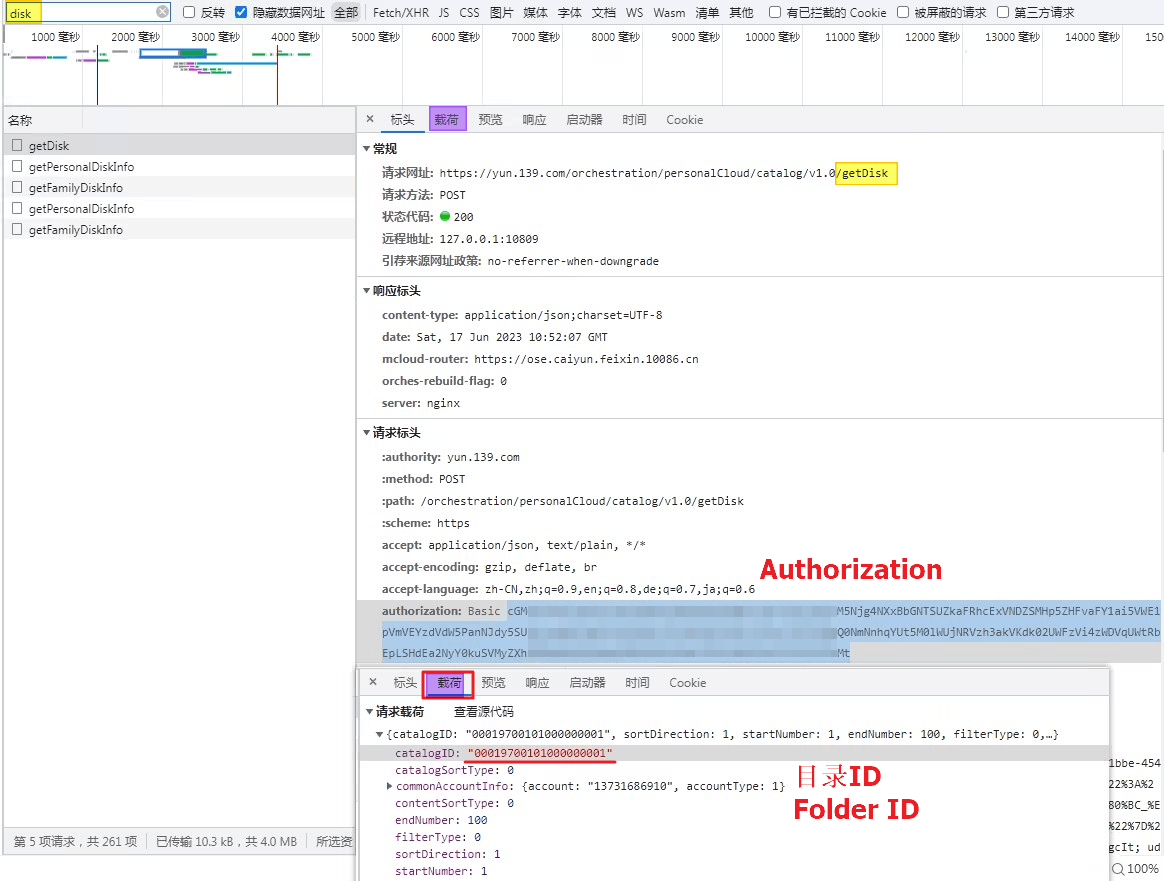 disk
反转 隐藏数据网址 全部 Fetch/XHR JS CSS 图片 媒体 字体 文档 WS Wasm 清单 其他 有已拦截的 Cookie 被屏蔽的请求 第三方请求
1000 毫秒 2000 毫秒 3000 毫秒 4000 毫秒 5000 毫秒 6000 毫秒 7000 毫秒 8000 毫秒 9000 毫秒 10000 毫秒 11000 毫秒 12000 毫秒 13000 毫秒 14000 毫秒 150
名称
getDisk
getPersonalDiskInfo
getFamilyDiskInfo
getPersonalDiskInfo
getFamilyDiskInfo
第 5 项请求，共 261 项 已传输 10.3 kB，共 4.0 MB 所选资
× 标头 载荷 预览 响应 启动器 时间 Cookie
常规
请求网址: https://yun.139.com/orchestration/personalCloud/catalog/v1.0/getDisk
请求方法: POST
状态代码: 200
远程地址: 127.0.0.1:10809
引荐来源网址政策: no-referrer-when-downgrade
响应标头
content-type: application/json;charset=UTF-8
date: Sat, 17 Jun 2023 10:52:07 GMT
mcloud-router: https://ose.caiyun.feixin.10086.cn
orches-rebuild-flag: 0
server: nginx
请求标头
:authority: yun.139.com
:method: POST
:path: /orchestration/personalCloud/catalog/v1.0/getDisk
:scheme: https
accept: application/json, text/plain, */*
accept-encoding: gzip, deflate, br
accept-language: zh-CN,zh;q=0.9,en;q=0.8,de;q=0.7,ja;q=0.6
Authorization
authorization: Basic cGM M5Njg4NXxBbGNTSUZkaFRhcExVNDZSMHp5ZHFvaFY1ai5VWE1
pVmVEYzdVdW5PanNJdy5SU Q0NmNnhqYUt5M0lWUjNRVzh3akVKdk02UWFzVi4zWDVqUWtRb
EpLSHdEa2NyY0kuSVMyZXh Mt
× 标头 载荷 预览 响应 启动器 时间 Cookie
请求载荷 查看源代码
{catalogID: "00019700101000000001", sortDirection: 1, startNumber: 1, endNumber: 100, filterType: 0,…}
catalogID: "00019700101000000001"
catalogSortType: 0
commonAccountInfo: {account: "13731686910", accountType: 1}
contentSortType: 0
endNumber: 100
filterType: 0
sortDirection: 1
startNumber: 1
目录ID
Folder ID
1bbe-454
22%3A%2
80%BC_%E
%22%7D%2
gcIt; ud
100%